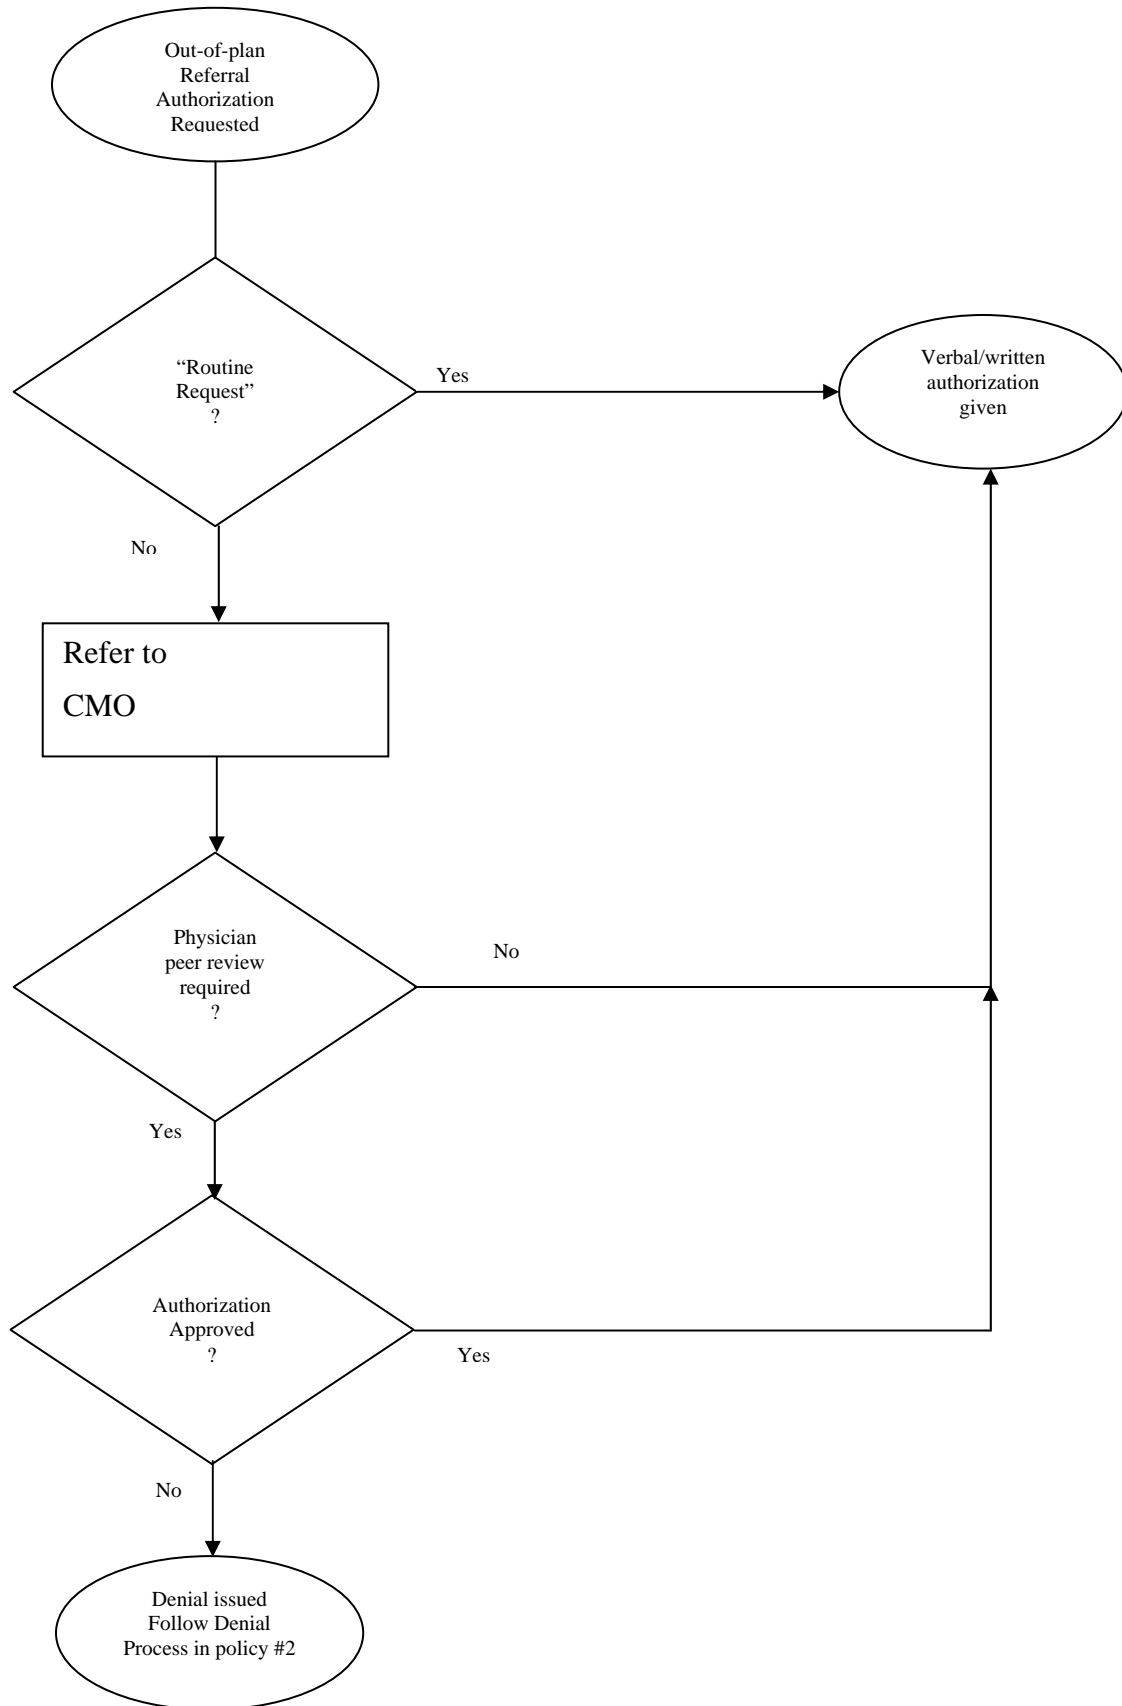 Out-of-plan
Referral
Authorization
Requested
“Routine
Request”
?
Yes
Verbal/written
authorization
given
No
Refer to
CMO
Physician
peer review
required
?
No
Yes
Authorization
Approved
?
Yes
No
Denial issued
Follow Denial
Process in policy #2